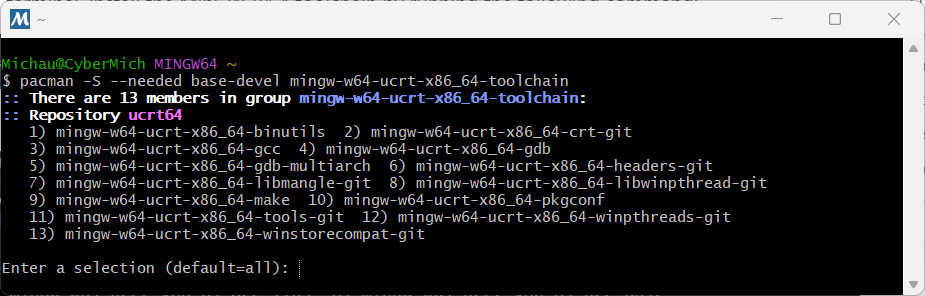 ~
Michau@CyberMich MINGW64 ~
$ pacman -S --needed base-devel mingw-w64-ucrt-x86_64-toolchain
:: There are 13 members in group mingw-w64-ucrt-x86_64-toolchain:
:: Repository ucrt64
   1) mingw-w64-ucrt-x86_64-binutils  2) mingw-w64-ucrt-x86_64-crt-git
   3) mingw-w64-ucrt-x86_64-gcc  4) mingw-w64-ucrt-x86_64-gdb
   5) mingw-w64-ucrt-x86_64-gdb-multiarch  6) mingw-w64-ucrt-x86_64-headers-git
   7) mingw-w64-ucrt-x86_64-libmangle-git  8) mingw-w64-ucrt-x86_64-libwinpthread-git
   9) mingw-w64-ucrt-x86_64-make  10) mingw-w64-ucrt-x86_64-pkgconf
   11) mingw-w64-ucrt-x86_64-tools-git  12) mingw-w64-ucrt-x86_64-winpthreads-git
   13) mingw-w64-ucrt-x86_64-winstorecompat-git
Enter a selection (default=all):